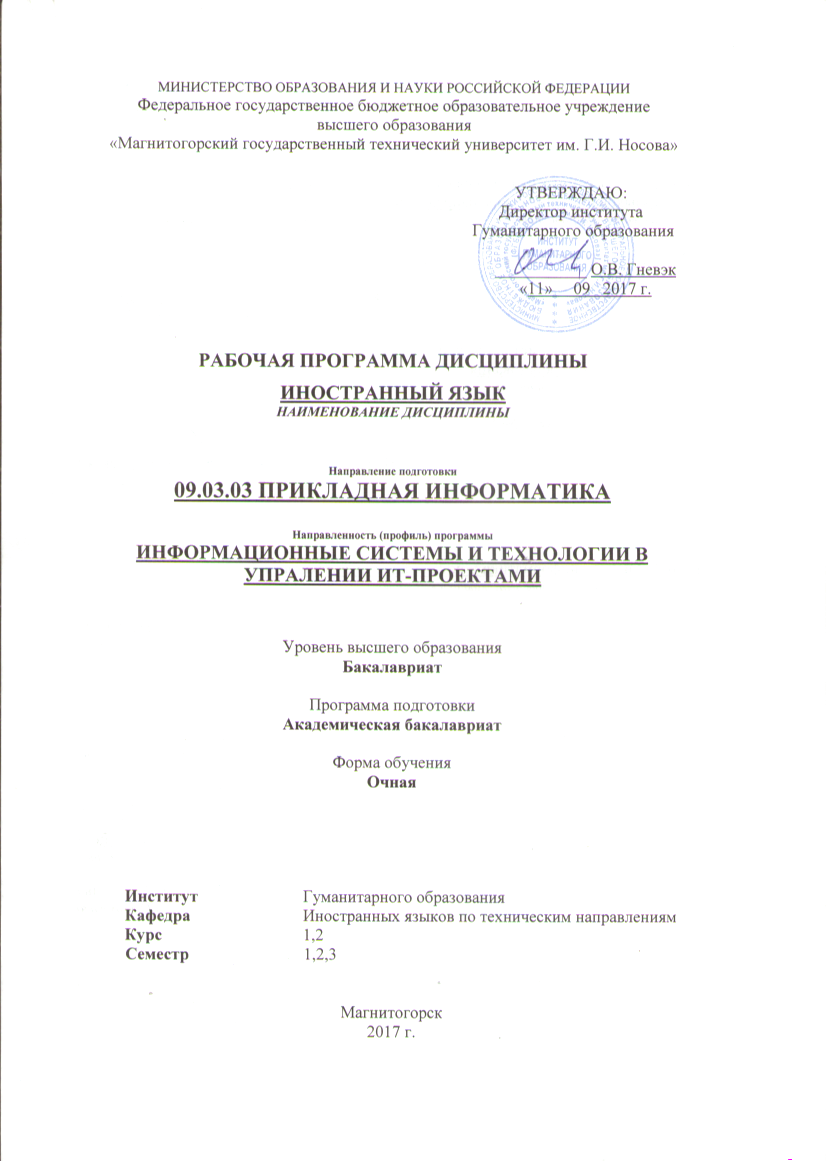 МИНИСТЕРСТВО ОБРАЗОВАНИЯ И НАУКИ РОССИЙСКОЙ ФЕДЕРАЦИИ
Федеральное государственное бюджетное образовательное учреждение
высшего образования
«Магнитогорский государственный технический университет им. Г.И. Носова»
УТВЕРЖДАЮ:
Директор института
Гуманитарного образования
ИНСТИТУТ
ГУМАНИТАРНОГО
ОБРАЗОВАНИЯ
О.В. Гневэк
«11» 09 2017 г.
РАБОЧАЯ ПРОГРАММА ДИСЦИПЛИНЫ
ИНОСТРАННЫЙ ЯЗЫК
НАИМЕНОВАНИЕ ДИСЦИПЛИНЫ
Направление подготовки
09.03.03 ПРИКЛАДНАЯ ИНФОРМАТИКА
Направленность (профиль) программы
ИНФОРМАЦИОННЫЕ СИСТЕМЫ И ТЕХНОЛОГИИ В
УПРАЛЕНИИ ИТ-ПРОЕКТАМИ
Уровень высшего образования
Бакалавриат
Программа подготовки
Академическая бакалавриат
Форма обучения
Очная
Институт Гуманитарного образования
Кафедра Иностранных языков по техническим направлениям
Курс 1,2
Семестр 1,2,3
Магнитогорск
2017 г.